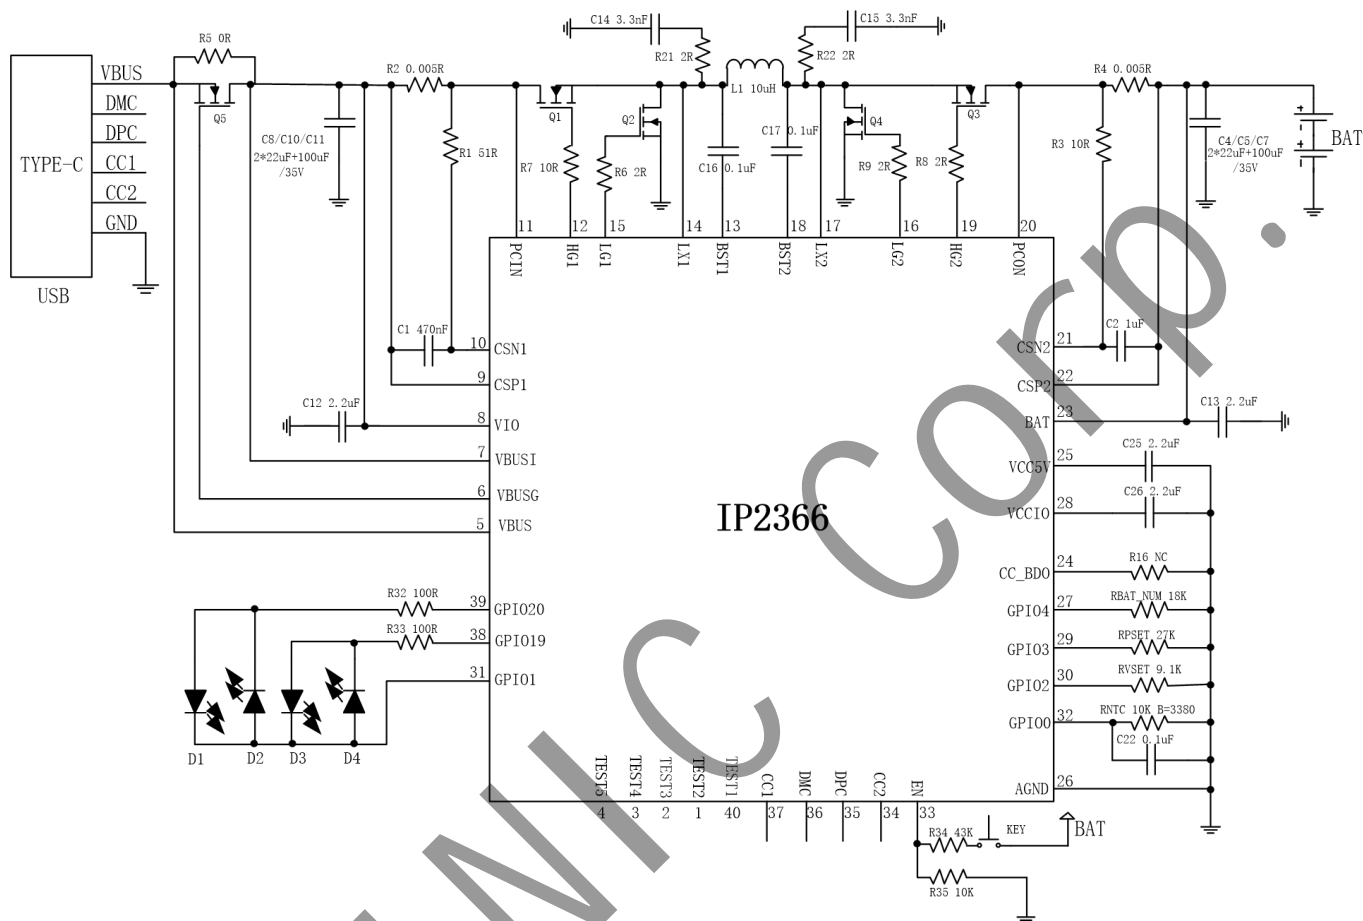 C14 3.3nF
C15 3.3nF
R5 0R
R21 2R
R22 2R
VBUS
R2 0.005R
R4 0.005R
L1 10uH
DMC
Q5
Q1
Q2
C17 0.1uF
Q4
Q3
DPC
C8/C10/C11
2*22uF+100uF
/35V
C4/C5/C7
2*22uF+100uF
/35V
BAT
TYPE-C
CC1
R1 51R
R7 10R
R6 2R
C16 0.1uF
R9 2R
R8 2R
R3 10R
CC2
GND
USB
11
12
15
14
13
18
17
16
19
20
PCIN
HG1
LG1
LX1
BST1
BST2
LX2
LG2
HG2
PCON
C1 470nF
C2 1uF
10
CSN1
CSN2
21
9
CSP1
CSP2
22
C12 2.2uF
C13 2.2uF
8
VIO
BAT
23
7
VBUSI
VCC5V
25
C25 2.2uF
6
VBUSG
VCCIO
28
C26 2.2uF
5
VBUS
IP2366
CC_BDO
24
R16 NC
R32 100R
39
GPIO20
GPIO4
27
RBAT_NUM 18K
R33 100R
38
GPIO19
GPIO3
29
RPSET 27K
31
GPIO1
GPIO2
30
RVSET 9.1K
GPIO0
32
RNTC 10K B=3380
C22 0.1uF
D1
D2
D3
D4
AGND
26
TEST5
TEST4
TEST3
TEST2
TEST1
CC1
DMC
DPC
CC2
EN
4
3
2
1
40
37
36
35
34
33
R34 43K
KEY
BAT
R35 10K
Corp.